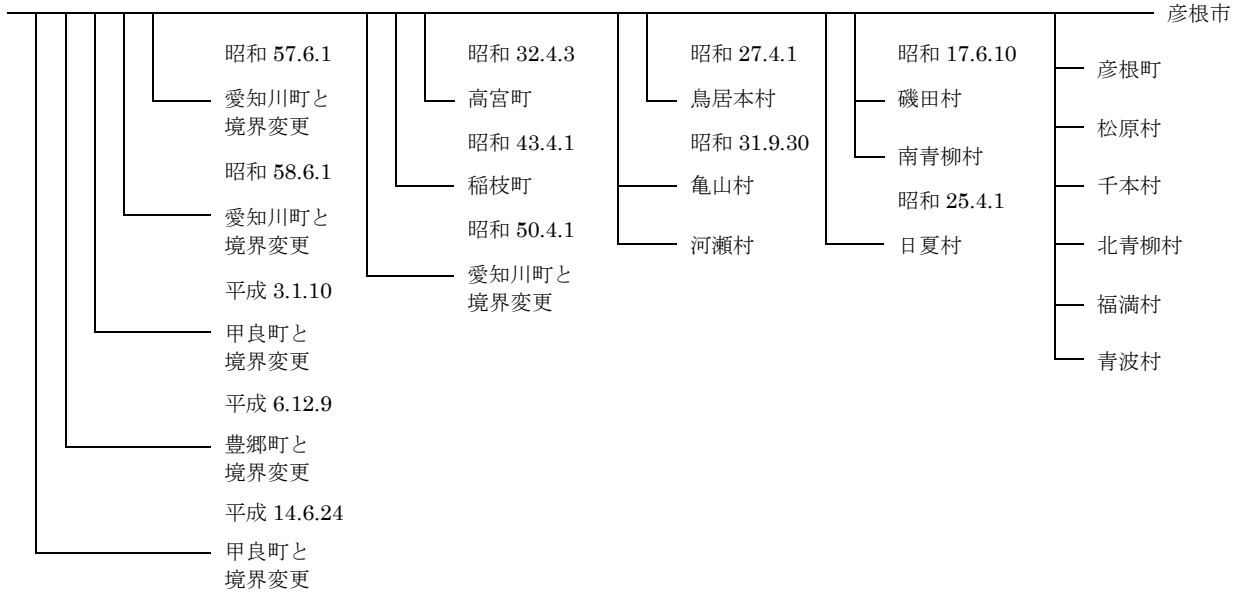 彦根市
彦根町
松原村
千本村
北青柳村
福満村
青波村
昭和 17.6.10
磯田村
南青柳村
昭和 25.4.1
日夏村
昭和 27.4.1
鳥居本村
昭和 31.9.30
亀山村
河瀬村
昭和 32.4.3
高宮町
昭和 43.4.1
稲枝町
昭和 50.4.1
愛知川町と
境界変更
昭和 57.6.1
愛知川町と
境界変更
昭和 58.6.1
愛知川町と
境界変更
平成 3.1.10
甲良町と
境界変更
平成 6.12.9
豊郷町と
境界変更
平成 14.6.24
甲良町と
境界変更